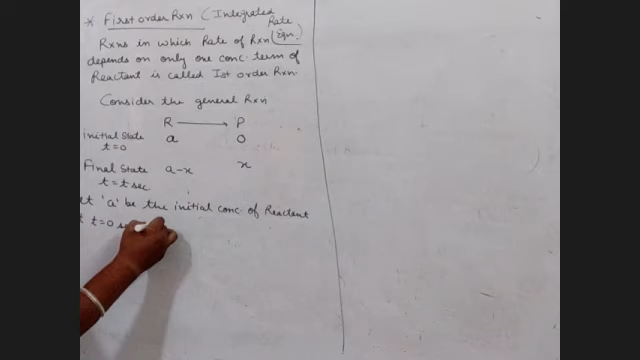 * First order Rxn (Integrated Rate Eqn.)
Rxns in which Rate of Rxn
depends on only one conc. term of
Reactant is called Ist order Rxn.
Consider the general Rxn
R ⟶ P
initial state t=0 a 0
Final state t=t sec a-x x
et 'a' be the initial conc. of Reactant
t t=0 se